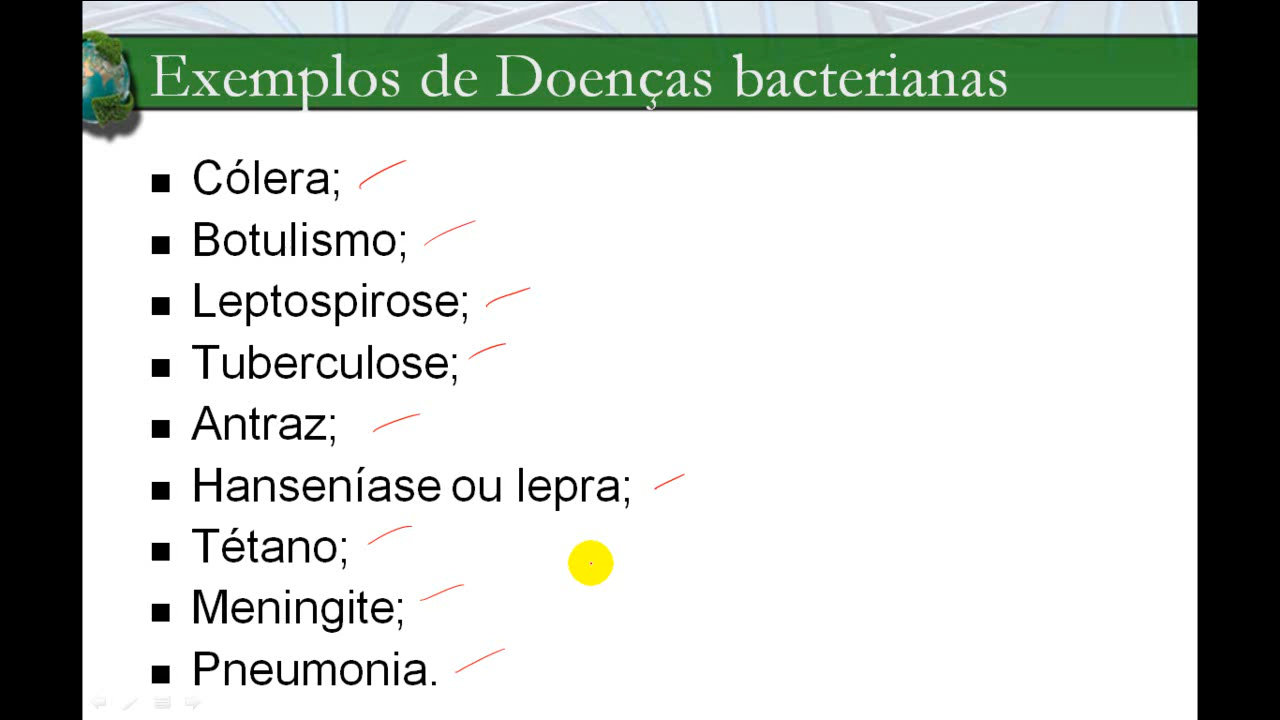 Exemplos de Doenças bacterianas
Cólera;
Botulismo;
Leptospirose;
Tuberculose;
Antraz;
Hanseníase ou lepra;
Tétano;
Meningite;
Pneumonia.